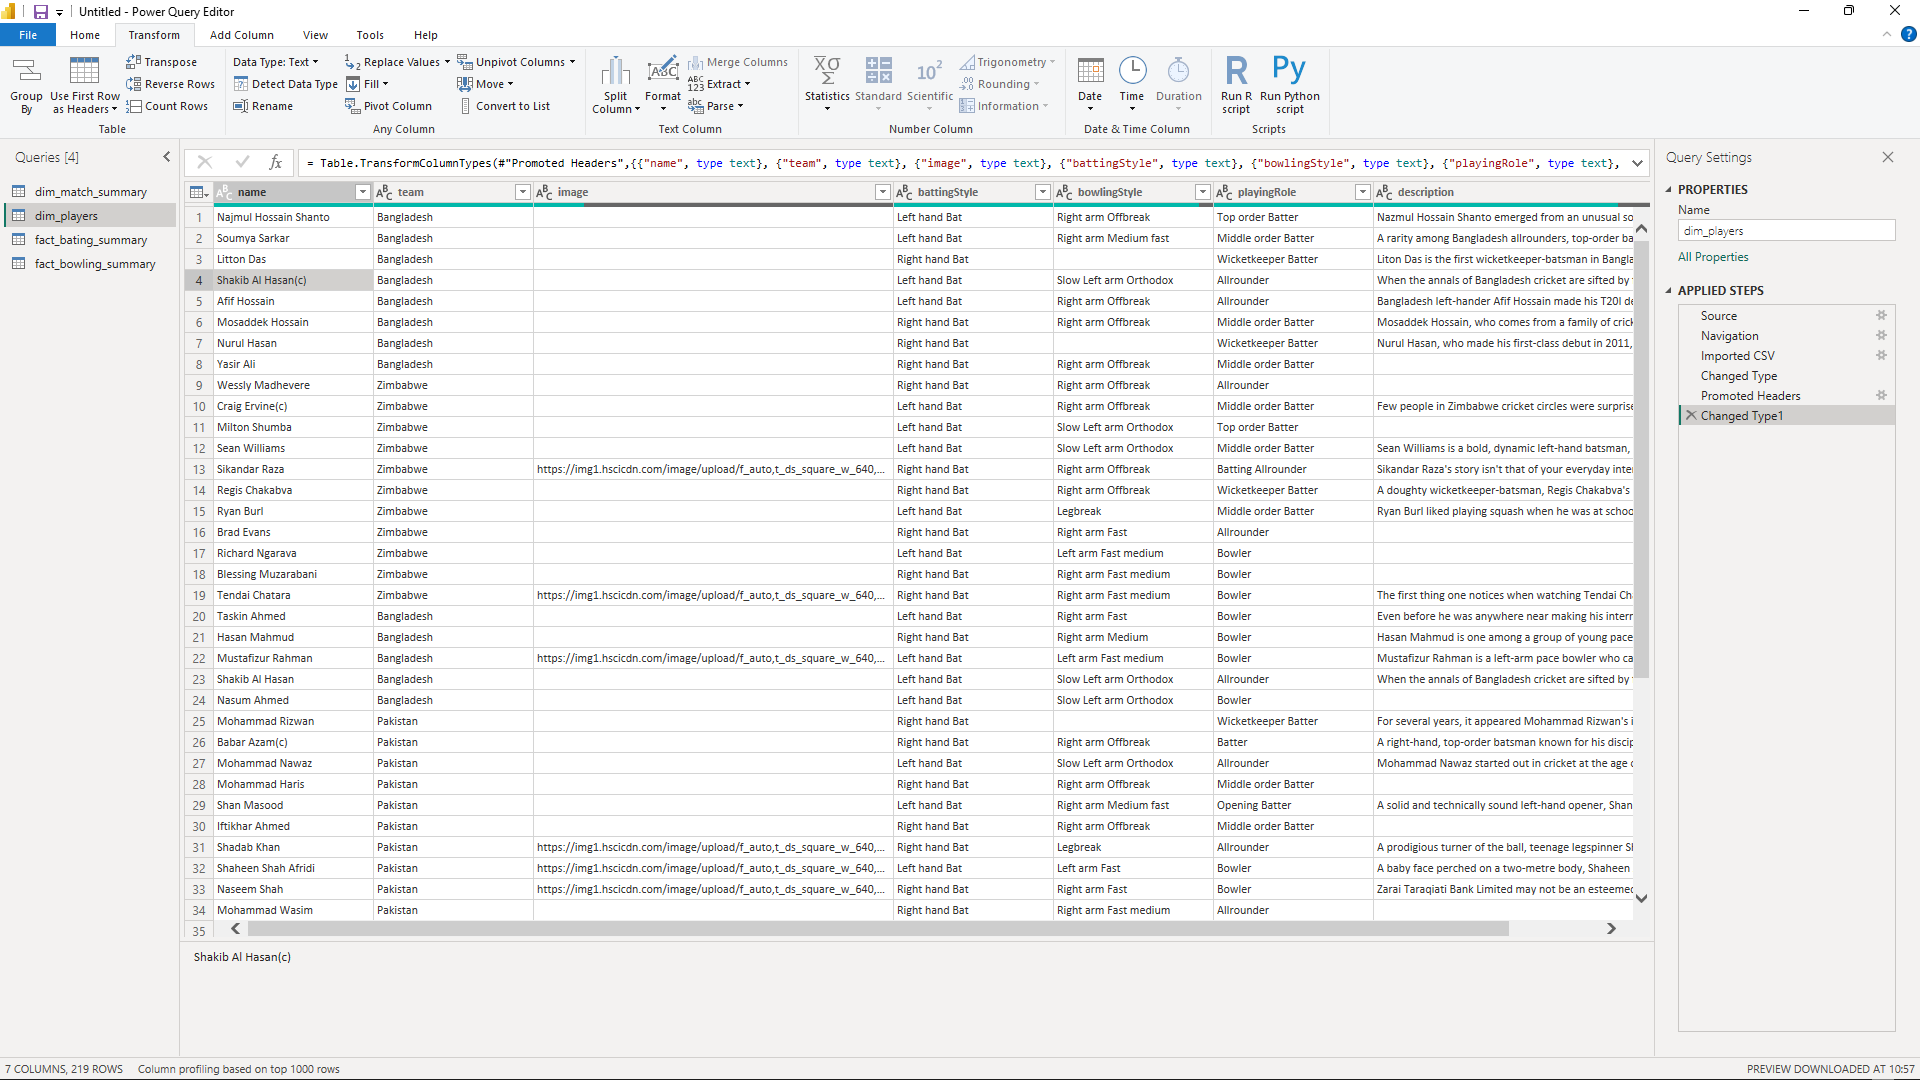 Untitled - Power Query Editor
File Home Transform Add Column View Tools Help
Group By
Use First Row as Headers
Transpose
Reverse Rows
Count Rows
Table
Data Type: Text
Detect Data Type
Rename
Replace Values
Fill
Pivot Column
Unpivot Columns
Move
Convert to List
Any Column
Split Column
Format
ABC
Merge Columns
ABC 123 Extract
abc Parse
Text Column
Statistics
Standard
10² Scientific
Trigonometry
Rounding
Information
Number Column
Date
Time
Duration
Date & Time Column
R Run R script
Py Run Python script
Scripts
Queries [4]
dim_match_summary
dim_players
fact_bating_summary
fact_bowling_summary
fx = Table.TransformColumnTypes(#"Promoted Headers",{{"name", type text}, {"team", type text}, {"image", type text}, {"battingStyle", type text}, {"bowlingStyle", type text}, {"playingRole", type text},
name team image battingStyle bowlingStyle playingRole description
1 Najmul Hossain Shanto Bangladesh Left hand Bat Right arm Offbreak Top order Batter Nazmul Hossain Shanto emerged from an unusual so
2 Soumya Sarkar Bangladesh Left hand Bat Right arm Medium fast Middle order Batter A rarity among Bangladesh allrounders, top-order ba
3 Litton Das Bangladesh Right hand Bat Wicketkeeper Batter Liton Das is the first wicketkeeper-batsman in Bangla
4 Shakib Al Hasan(c) Bangladesh Left hand Bat Slow Left arm Orthodox Allrounder When the annals of Bangladesh cricket are sifted by
5 Afif Hossain Bangladesh Left hand Bat Right arm Offbreak Allrounder Bangladesh left-hander Afif Hossain made his T20I de
6 Mosaddek Hossain Bangladesh Right hand Bat Right arm Offbreak Middle order Batter Mosaddek Hossain, who comes from a family of crick
7 Nurul Hasan Bangladesh Right hand Bat Wicketkeeper Batter Nurul Hasan, who made his first-class debut in 2011,
8 Yasir Ali Bangladesh Right hand Bat Right arm Offbreak Middle order Batter
9 Wessly Madhevere Zimbabwe Right hand Bat Right arm Offbreak Allrounder
10 Craig Ervine(c) Zimbabwe Left hand Bat Right arm Offbreak Middle order Batter Few people in Zimbabwe cricket circles were surprise
11 Milton Shumba Zimbabwe Left hand Bat Slow Left arm Orthodox Top order Batter
12 Sean Williams Zimbabwe Left hand Bat Slow Left arm Orthodox Middle order Batter Sean Williams is a bold, dynamic left-hand batsman,
13 Sikandar Raza Zimbabwe https://img1.hscicdn.com/image/upload/f_auto,t_ds_square_w_640,... Right hand Bat Right arm Offbreak Batting Allrounder Sikandar Raza's story isn't that of your everyday inter
14 Regis Chakabva Zimbabwe Right hand Bat Right arm Offbreak Wicketkeeper Batter A doughty wicketkeeper-batsman, Regis Chakabva's
15 Ryan Burl Zimbabwe Left hand Bat Legbreak Middle order Batter Ryan Burl liked playing squash when he was at schoo
16 Brad Evans Zimbabwe Right hand Bat Right arm Fast Allrounder
17 Richard Ngarava Zimbabwe Left hand Bat Left arm Fast medium Bowler
18 Blessing Muzarabani Zimbabwe Right hand Bat Right arm Fast medium Bowler
19 Tendai Chatara Zimbabwe https://img1.hscicdn.com/image/upload/f_auto,t_ds_square_w_640,... Right hand Bat Right arm Fast medium Bowler The first thing one notices when watching Tendai Ch
20 Taskin Ahmed Bangladesh Left hand Bat Right arm Fast Bowler Even before he was anywhere near making his interr
21 Hasan Mahmud Bangladesh Right hand Bat Right arm Medium Bowler Hasan Mahmud is one among a group of young pace
22 Mustafizur Rahman Bangladesh https://img1.hscicdn.com/image/upload/f_auto,t_ds_square_w_640,... Left hand Bat Left arm Fast medium Bowler Mustafizur Rahman is a left-arm pace bowler who ca
23 Shakib Al Hasan Bangladesh Left hand Bat Slow Left arm Orthodox Allrounder When the annals of Bangladesh cricket are sifted by
24 Nasum Ahmed Bangladesh Left hand Bat Slow Left arm Orthodox Bowler
25 Mohammad Rizwan Pakistan Right hand Bat Wicketkeeper Batter For several years, it appeared Mohammad Rizwan's i
26 Babar Azam(c) Pakistan Right hand Bat Right arm Offbreak Batter A right-hand, top-order batsman known for his discip
27 Mohammad Nawaz Pakistan Left hand Bat Slow Left arm Orthodox Allrounder Mohammad Nawaz started out in cricket at the age o
28 Mohammad Haris Pakistan Right hand Bat Right arm Offbreak Middle order Batter
29 Shan Masood Pakistan Left hand Bat Right arm Medium fast Opening Batter A solid and technically sound left-hand opener, Shan
30 Iftikhar Ahmed Pakistan Right hand Bat Right arm Offbreak Middle order Batter
31 Shadab Khan Pakistan https://img1.hscicdn.com/image/upload/f_auto,t_ds_square_w_640,... Right hand Bat Legbreak Allrounder A prodigious turner of the ball, teenage legspinner Sh
32 Shaheen Shah Afridi Pakistan https://img1.hscicdn.com/image/upload/f_auto,t_ds_square_w_640,... Left hand Bat Left arm Fast Bowler A baby face perched on a two-metre body, Shaheen
33 Naseem Shah Pakistan https://img1.hscicdn.com/image/upload/f_auto,t_ds_square_w_640,... Right hand Bat Right arm Fast Bowler Zarai Taraqiati Bank Limited may not be an esteemed
34 Mohammad Wasim Pakistan Right hand Bat Right arm Fast medium Allrounder
35
Shakib Al Hasan(c)
Query Settings
PROPERTIES
Name
dim_players
All Properties
APPLIED STEPS
Source
Navigation
Imported CSV
Changed Type
Promoted Headers
Changed Type1
7 COLUMNS, 219 ROWS Column profiling based on top 1000 rows
PREVIEW DOWNLOADED AT 10:57